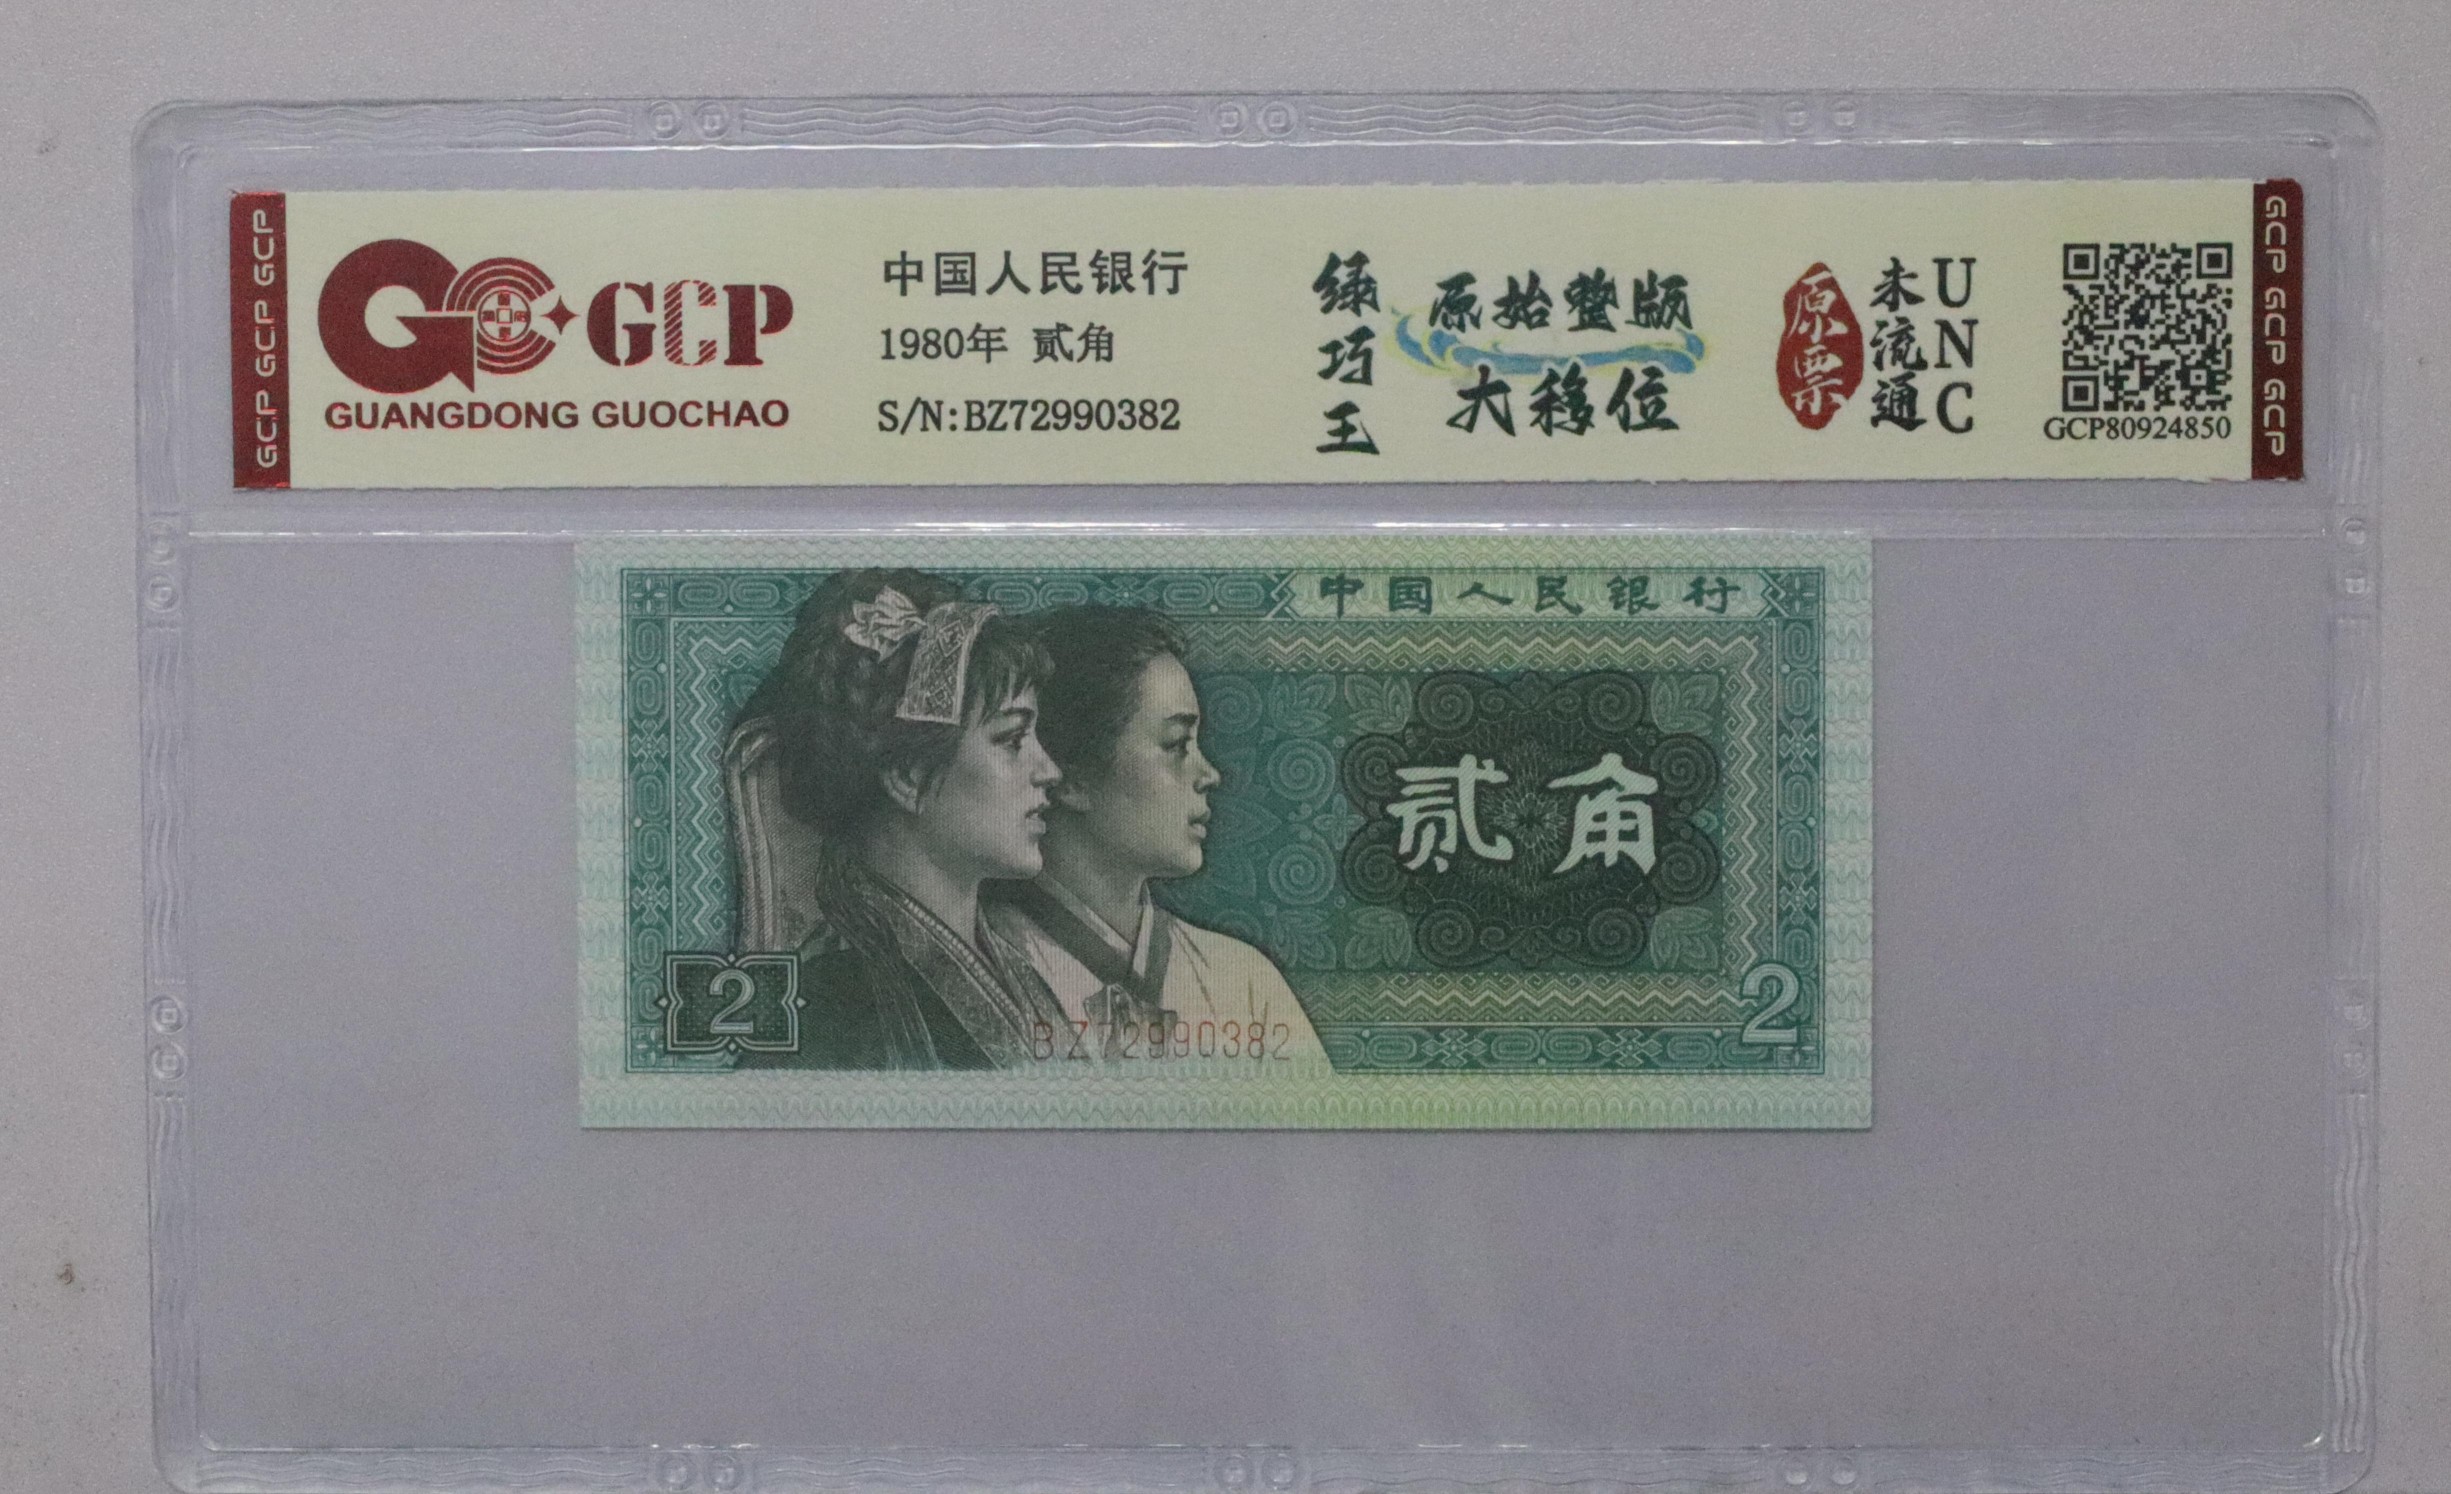 GCP GCP GCP
GCP
GUANGDONG GUOCHAO
中国人民银行
1980年 贰角
S/N:BZ72990382
绿巧王
原始整版
大移位
原票
未流通
UNC
GCP80924850
GCP GCP GCP
中国人民银行
贰角
2
BZ72990382
2